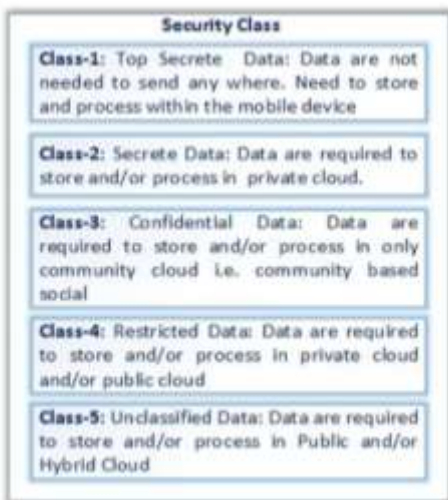 Security Class
Class-1: Top Secrete Data: Data are not
needed to send any where. Need to store
and process within the mobile device
Class-2: Secrete Data: Data are required to
store and/or process in private cloud.
Class-3: Confidential Data: Data are
required to store and/or process in only
community cloud i.e. community based
social
Class-4: Restricted Data: Data are required
to store and/or process in private cloud
and/or public cloud
Class-5: Unclassified Data: Data are required
to store and/or process in Public and/or
Hybrid Cloud